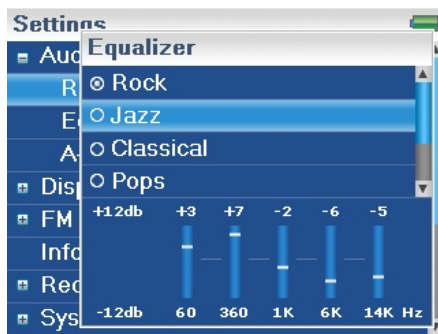 Settings
Equalizer
Rock
Jazz
Classical
Pops
+12db +3 +7 -2 -6 -5
-12db 60 360 1K 6K 14K Hz
FM